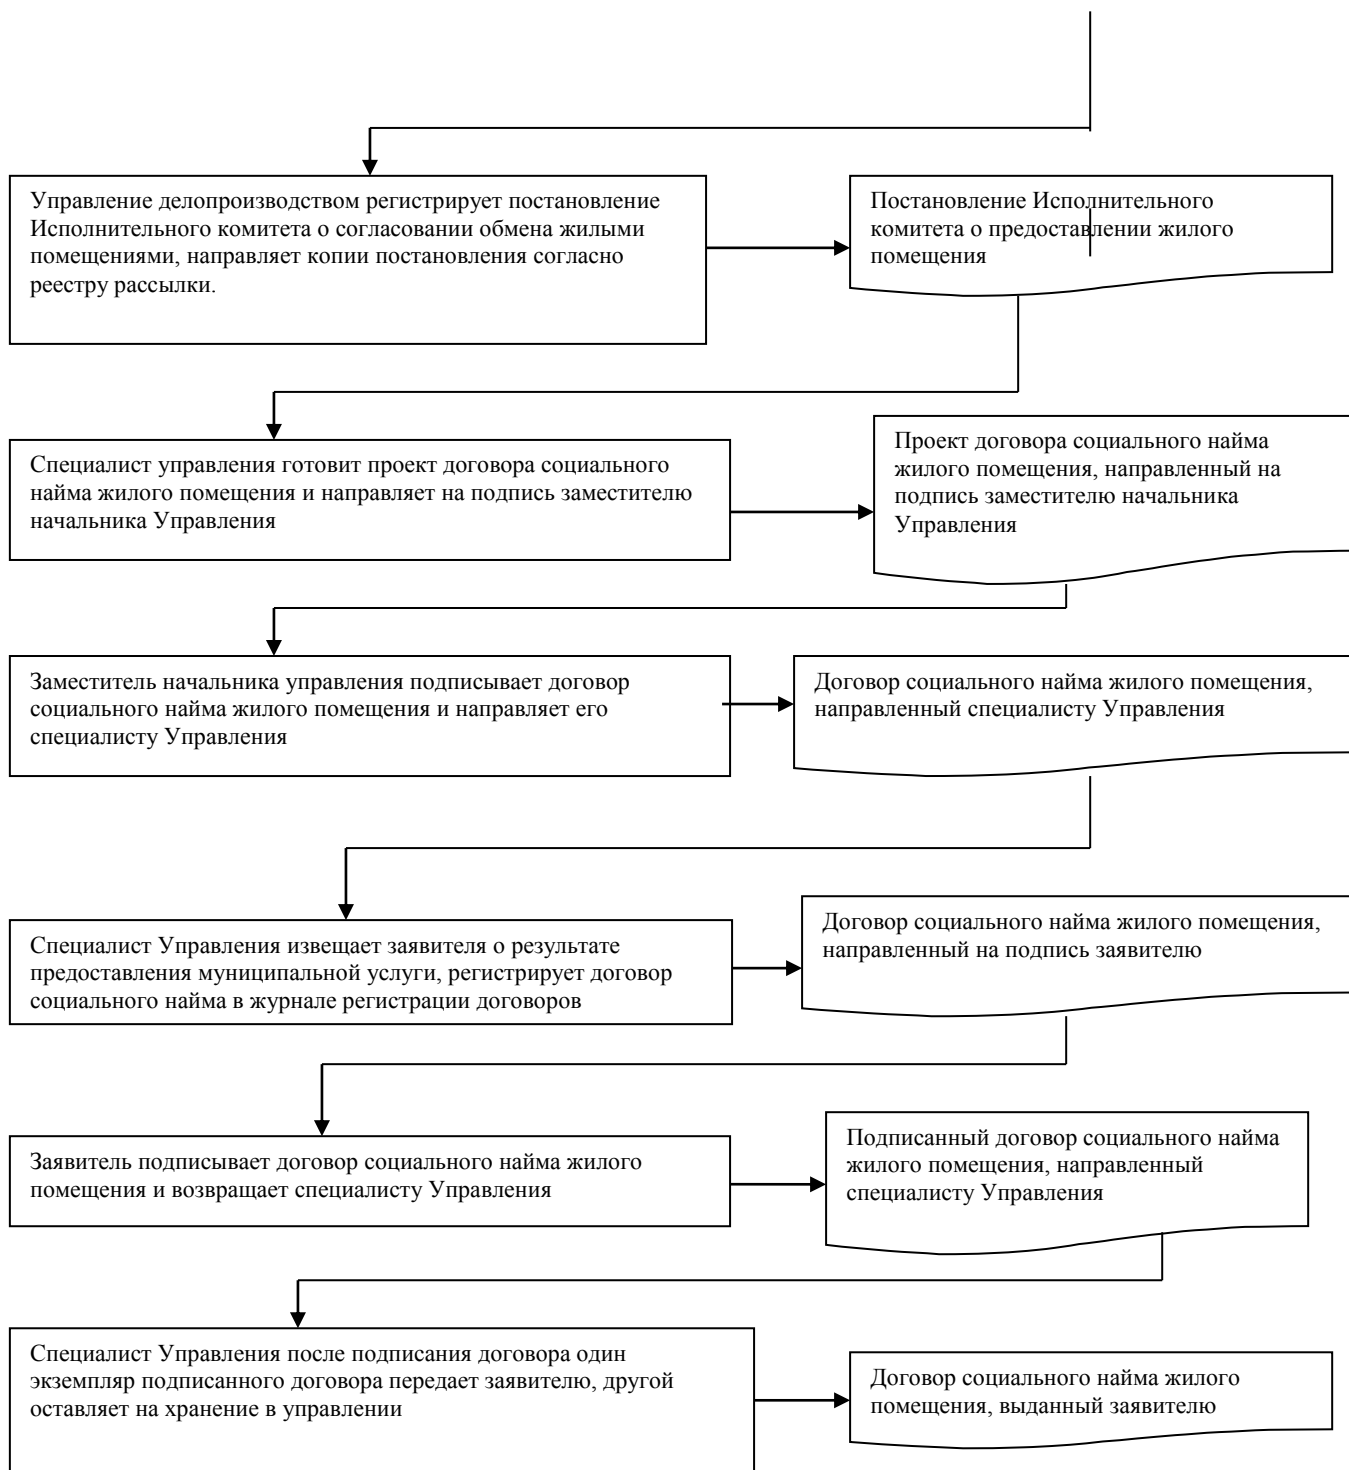 Управление делопроизводством регистрирует постановление
Исполнительного комитета о согласовании обмена жилыми
помещениями, направляет копии постановления согласно
реестру рассылки.
Постановление Исполнительного
комитета о предоставлении жилого
помещения
Специалист управления готовит проект договора социального
найма жилого помещения и направляет на подпись заместителю
начальника Управления
Проект договора социального найма
жилого помещения, направленный на
подпись заместителю начальника
Управления
Заместитель начальника управления подписывает договор
социального найма жилого помещения и направляет его
специалисту Управления
Договор социального найма жилого помещения,
направленный специалисту Управления
Специалист Управления извещает заявителя о результате
предоставления муниципальной услуги, регистрирует договор
социального найма в журнале регистрации договоров
Договор социального найма жилого помещения,
направленный на подпись заявителю
Заявитель подписывает договор социального найма жилого
помещения и возвращает специалисту Управления
Подписанный договор социального найма
жилого помещения, направленный
специалисту Управления
Специалист Управления после подписания договора один
экземпляр подписанного договора передает заявителю, другой
оставляет на хранение в управлении
Договор социального найма жилого
помещения, выданный заявителю